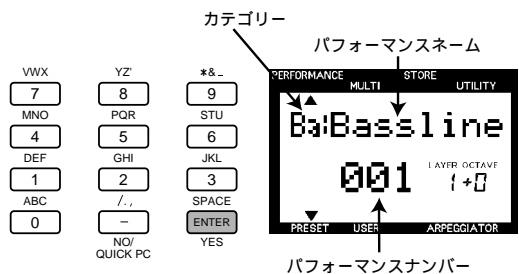 カテゴリー
パフォーマンスネーム
VWX YZ' *&_
7 8 9
MNO PQR STU
4 5 6
DEF GHI JKL
1 2 3
ABC /., SPACE
0 – ENTER
NO/ YES
QUICK PC
PERFORMANCE STORE
MULTI UTILITY
Ba:Bassline
LAYER OCTAVE
001 1+0
PRESET USER ARPEGGIATOR
パフォーマンスナンバー